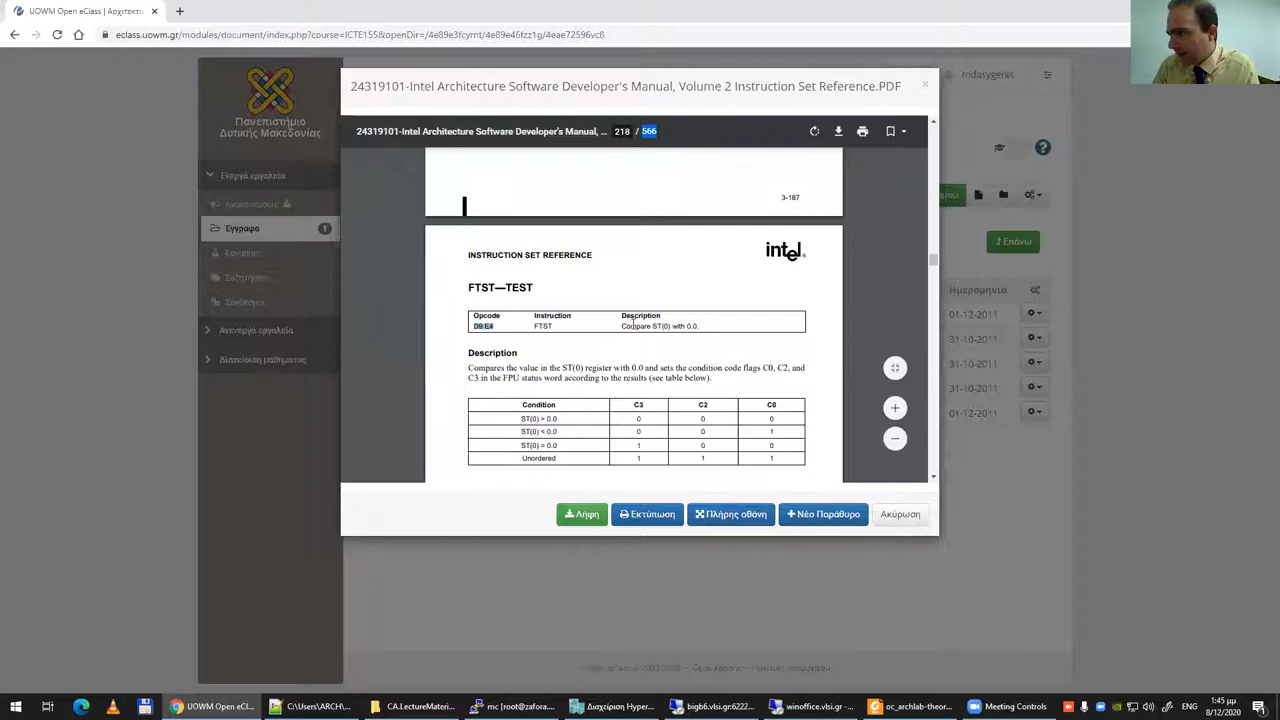 UOWM Open eClass | Αρχιτεκτο
eclass.uowm.gr/modules/document/index.php?course=ICTE155&openDir=/4e89e3fcymt/4e89e46fzz1g/4eae72596vc8
Πανεπιστήμιο
Δυτικής Μακεδονίας
Ενεργά εργαλεία
Ανακοινώσεις
Έγγραφα
Εργασίες
Σύνδεσμοι
Ανενεργά εργαλεία
Διαχείριση μαθήματος
mdasygenis
24319101-Intel Architecture Software Developer's Manual, Volume 2 Instruction Set Reference.PDF
×
24319101-Intel Architecture Software Developer's Manual, ... 218 / 566
3-187
INSTRUCTION SET REFERENCE
intel®
FTST—TEST
Opcode Instruction Description
D9 E4 FTST Compare ST(0) with 0.0.
Description
Compares the value in the ST(0) register with 0.0 and sets the condition code flags C0, C2, and
C3 in the FPU status word according to the results (see table below).
Condition C3 C2 C0
ST(0) > 0.0 0 0 0
ST(0) < 0.0 0 0 1
ST(0) = 0.0 1 0 0
Unordered 1 1 1
Λήψη
Εκτύπωση
Πλήρης οθόνη
Νέο Παράθυρο
Ακύρωση
Επάνω
Ημερομηνία
01-12-2011
31-10-2011
31-10-2011
31-10-2011
01-12-2011
UOWM Open eCl...
C:\Users\ARCH\...
CA.LectureMateri...
mc [root@zafora....
Διαχείριση Hyper...
bigb6.vlsi.gr:6222...
winoffice.vlsi.gr -...
oc_archlab-theor...
Meeting Controls
1:45 μμ
8/12/2020